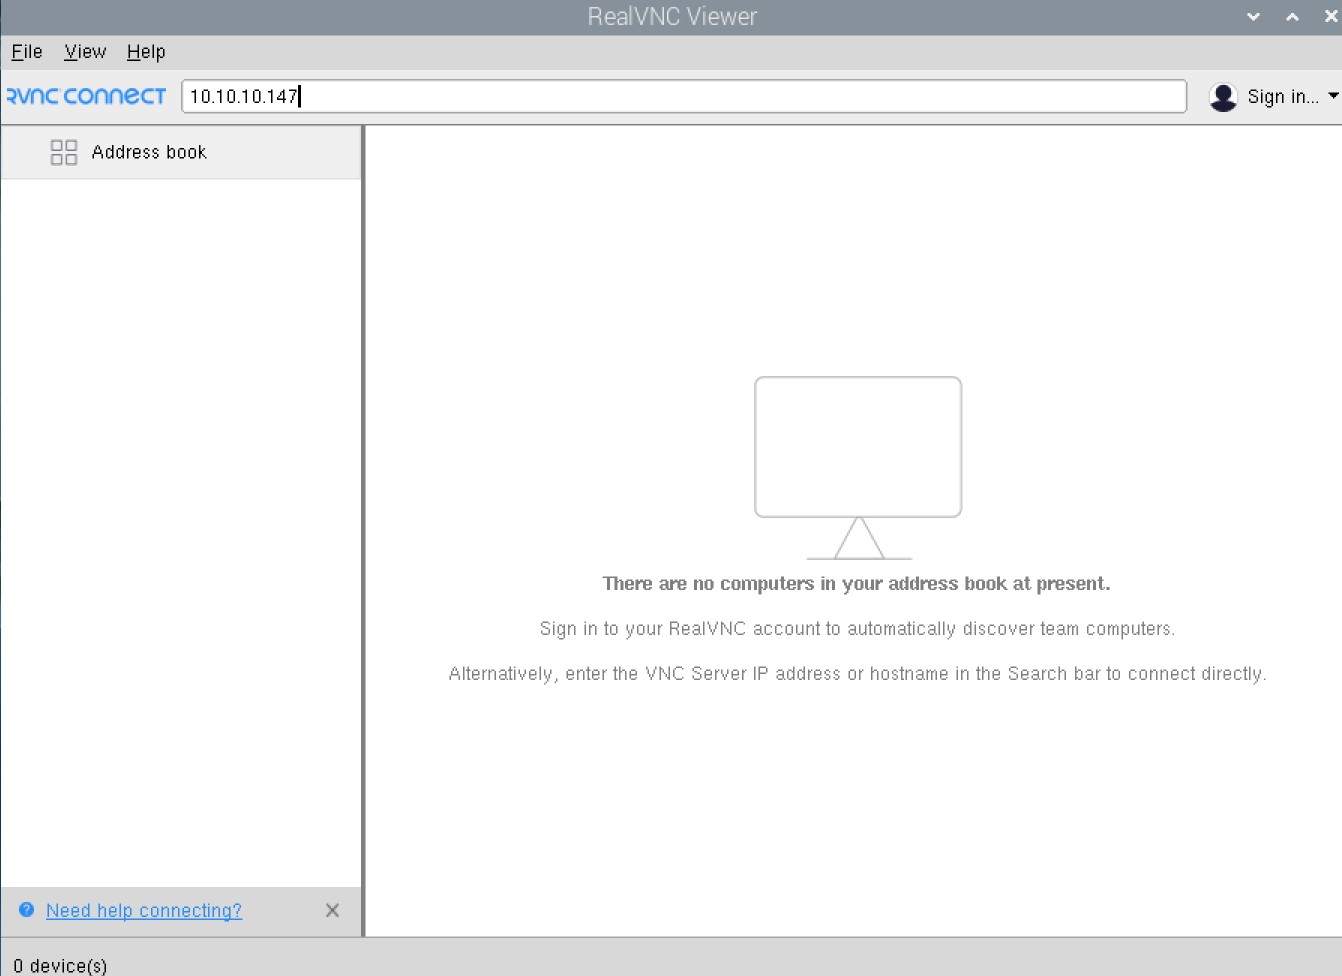 RealVNC Viewer
File View Help
RVNC CONNECT 10.10.10.147 Sign in...
Address book
There are no computers in your address book at present.
Sign in to your RealVNC account to automatically discover team computers.
Alternatively, enter the VNC Server IP address or hostname in the Search bar to connect directly.
? Need help connecting?
0 device(s)